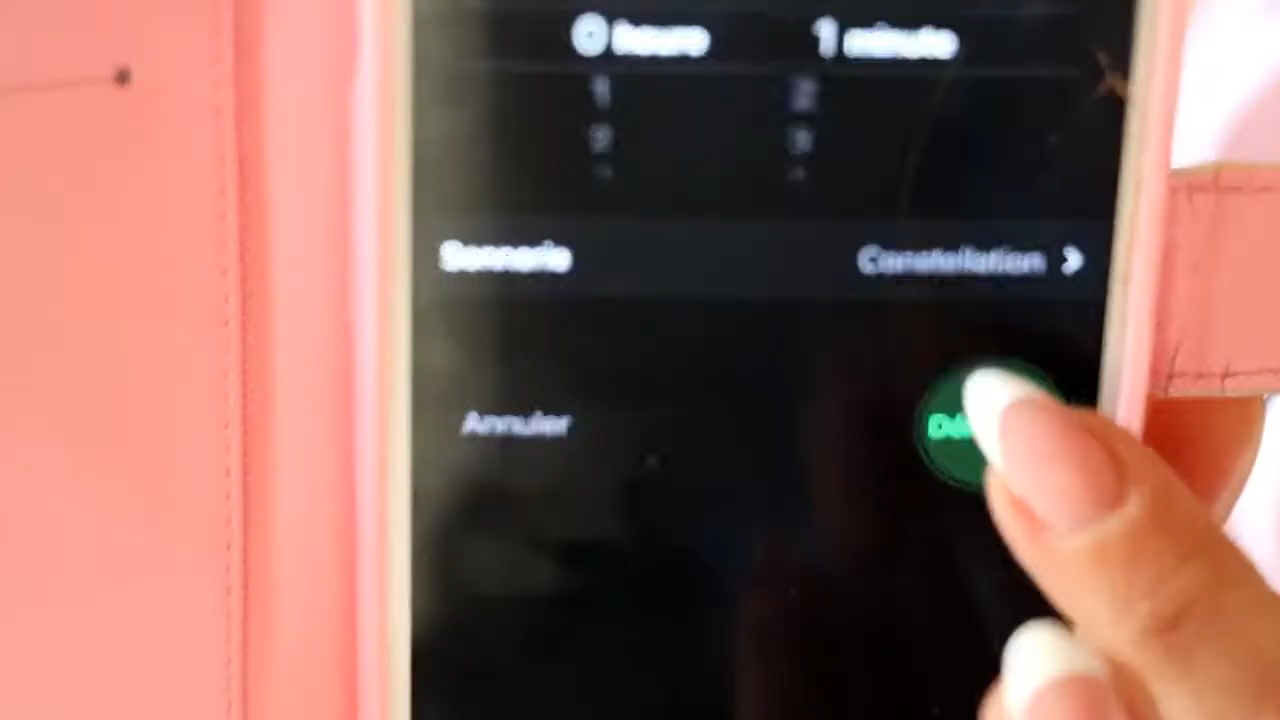 0 heure 1 minute
1 2
2 3
Sonnerie Constellation
Annuler